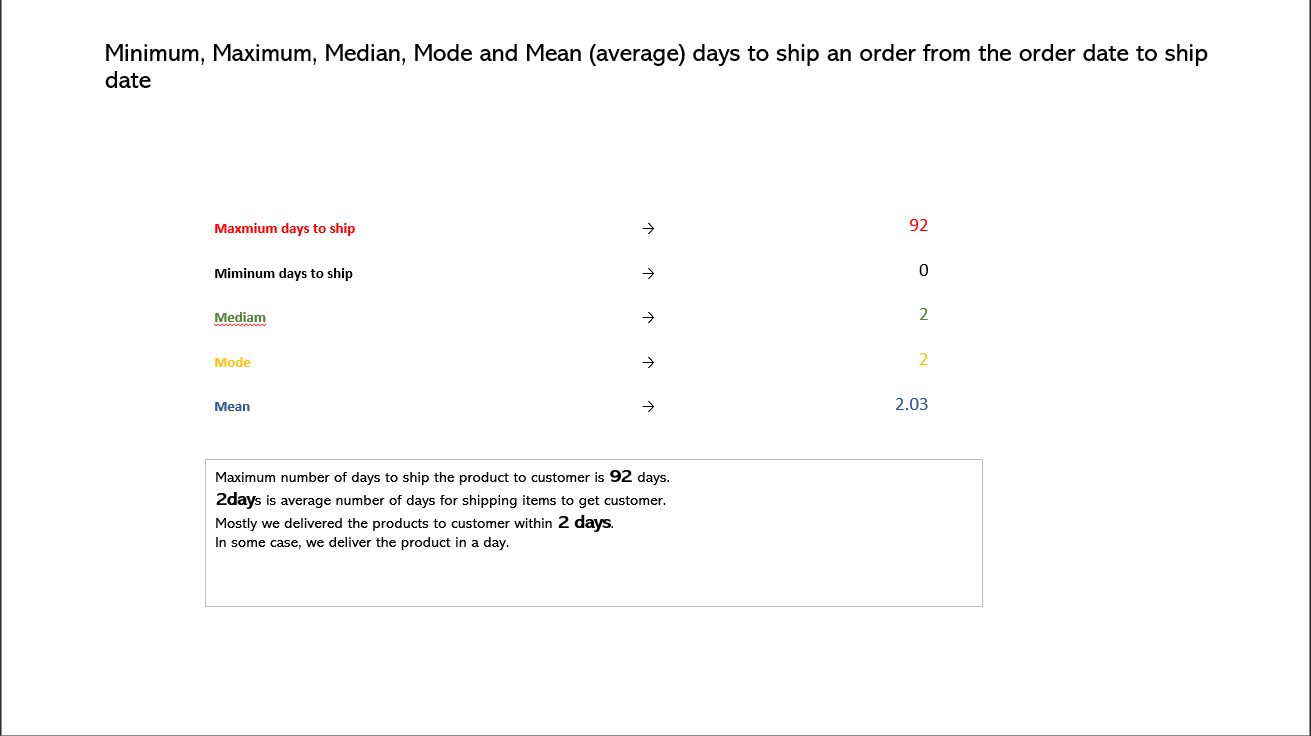 Minimum, Maximum, Median, Mode and Mean (average) days to ship an order from the order date to ship
date
Maxmium days to ship → 92
Miminum days to ship → 0
Mediam → 2
Mode → 2
Mean → 2.03
Maximum number of days to ship the product to customer is 92 days.
2days is average number of days for shipping items to get customer.
Mostly we delivered the products to customer within 2 days.
In some case, we deliver the product in a day.